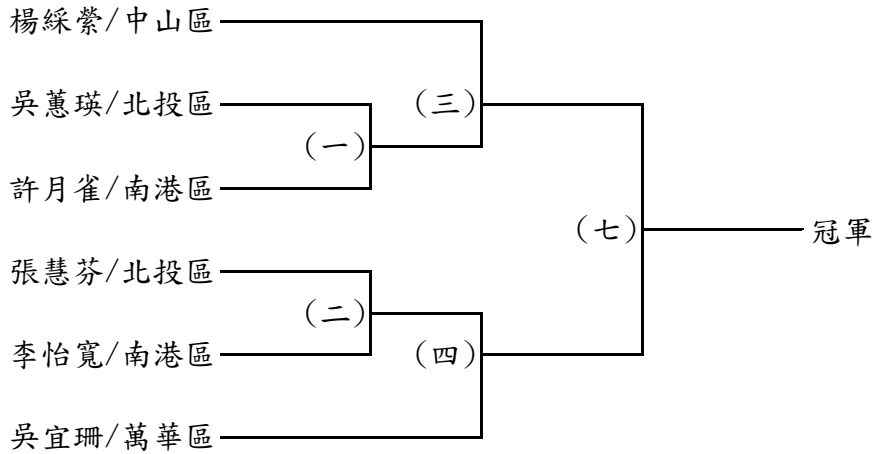 楊綵縈/中山區
吳蕙瑛/北投區
(三)
(一)
許月雀/南港區
(七)
冠軍
張慧芬/北投區
(二)
李怡寬/南港區
(四)
吳宜珊/萬華區